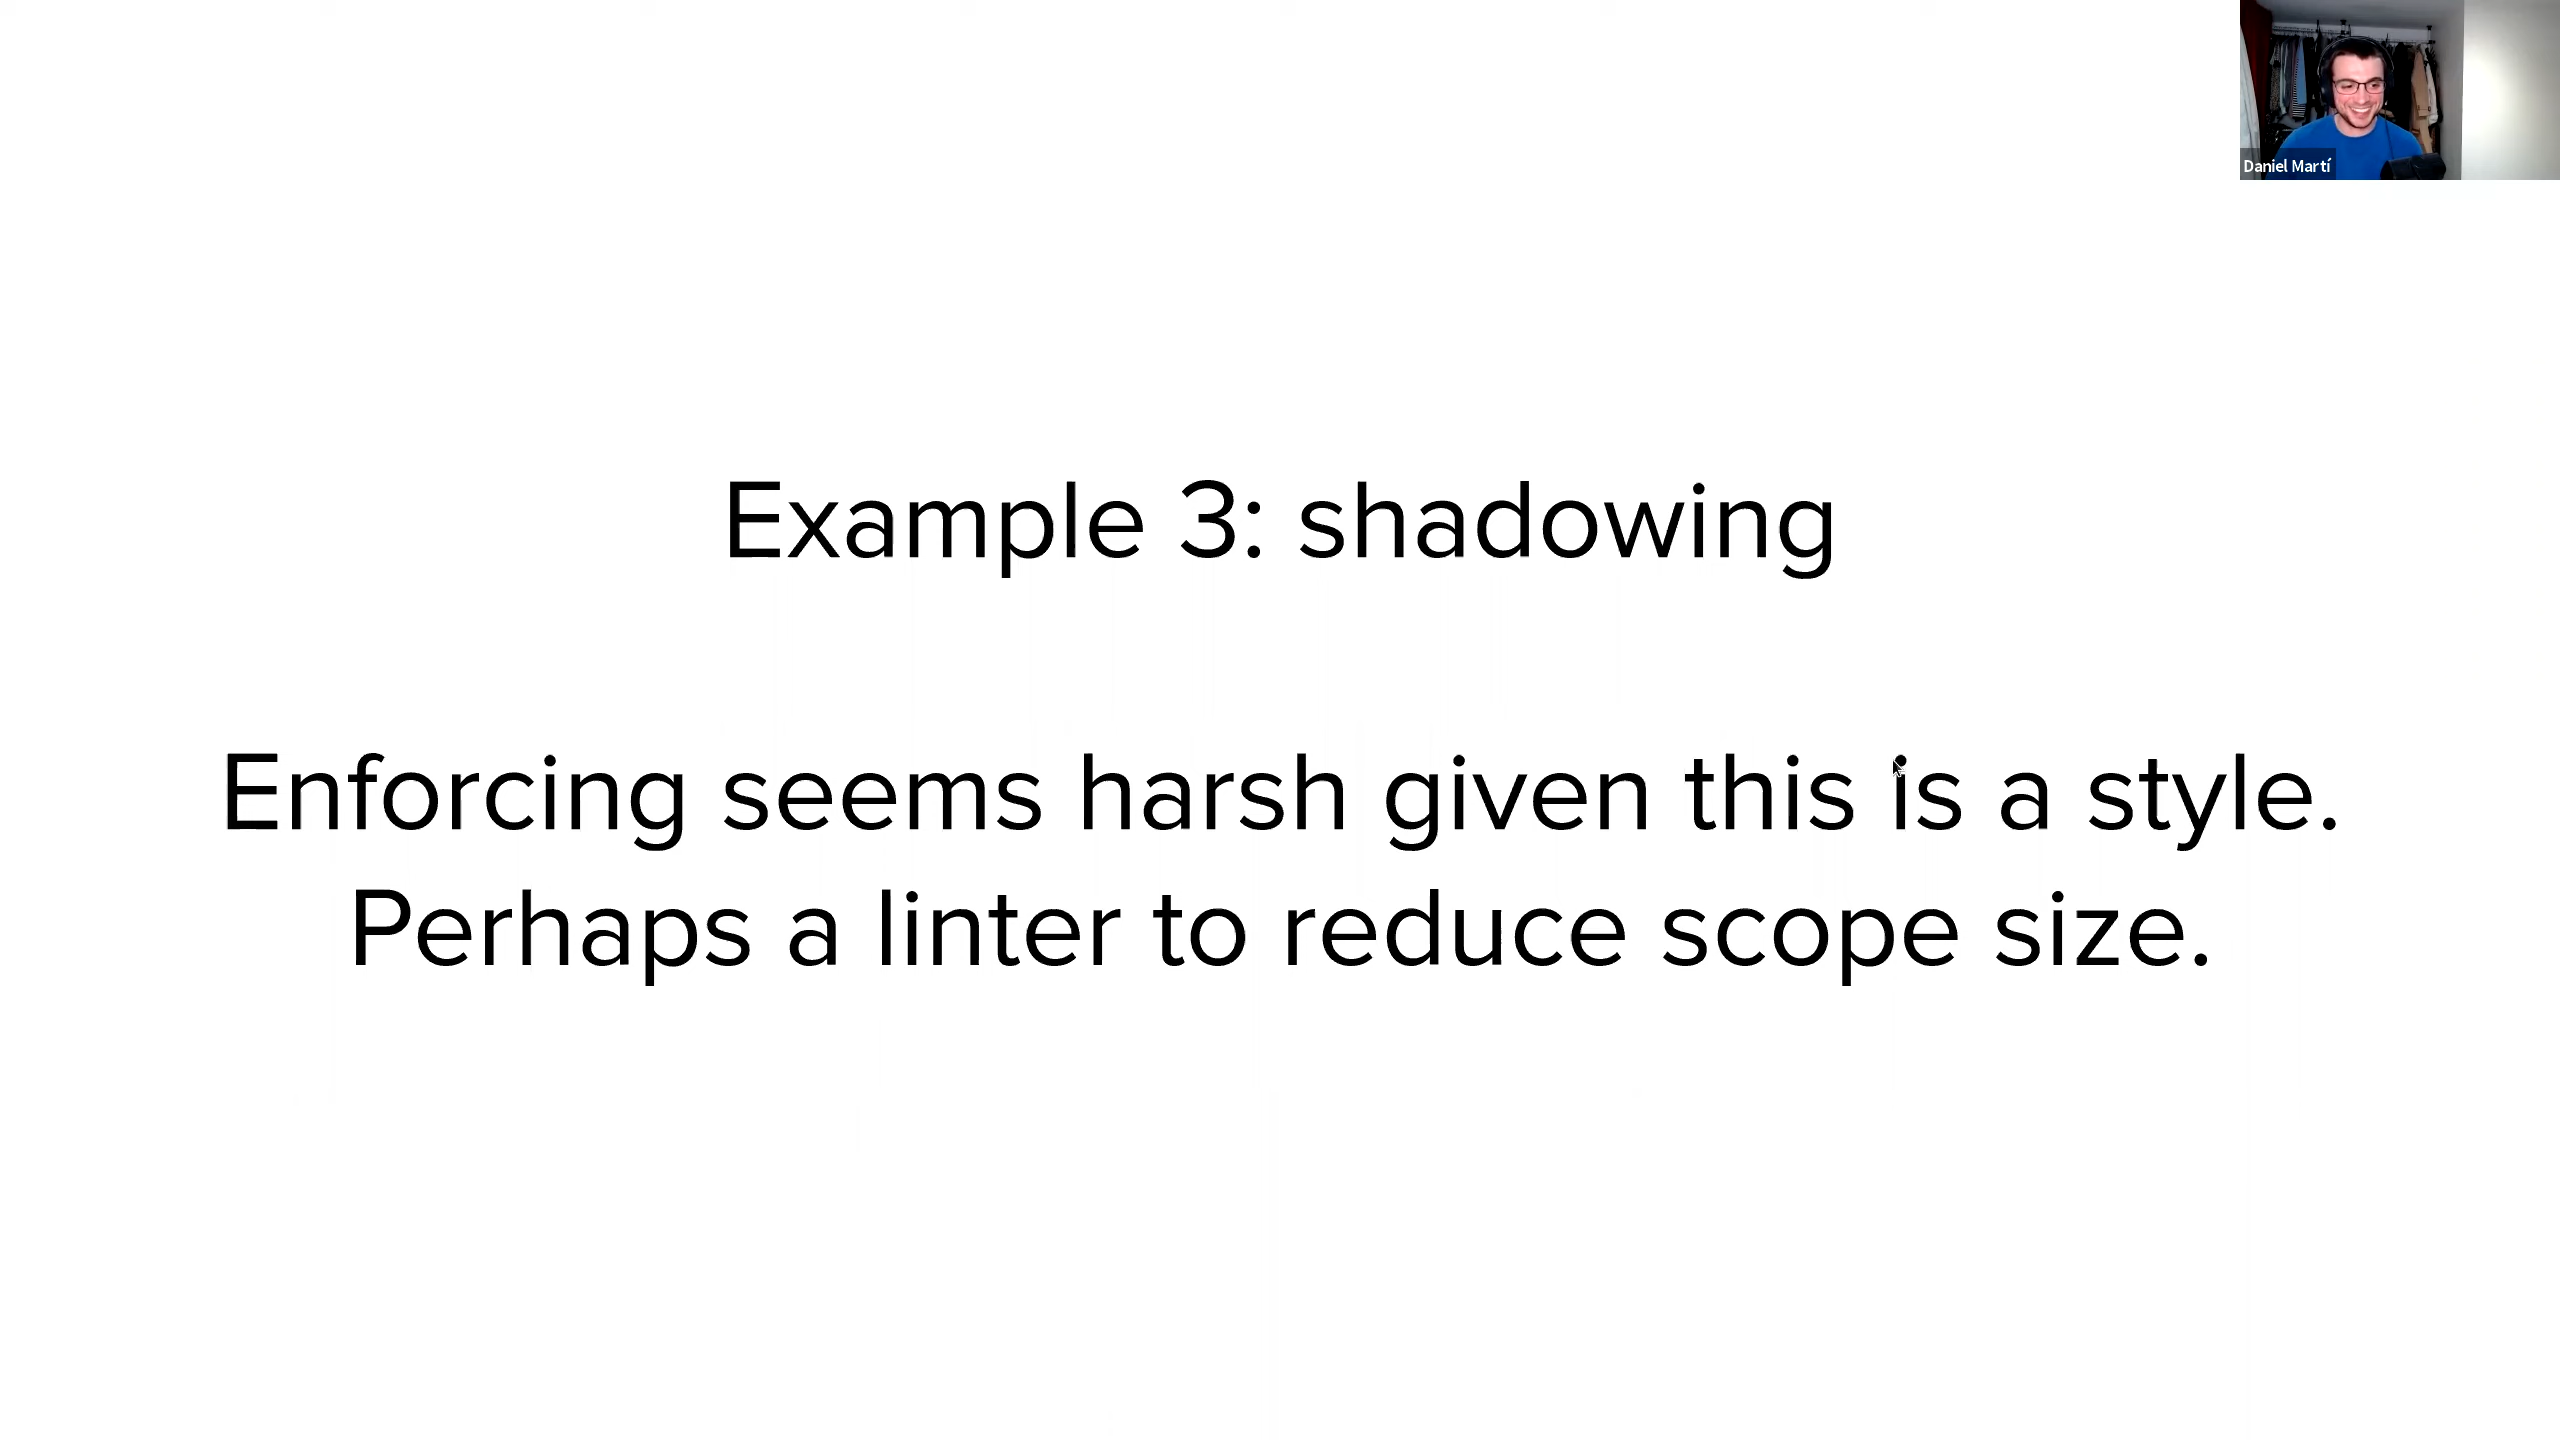 Daniel Martí
Example 3: shadowing
Enforcing seems harsh given this is a style.
Perhaps a linter to reduce scope size.